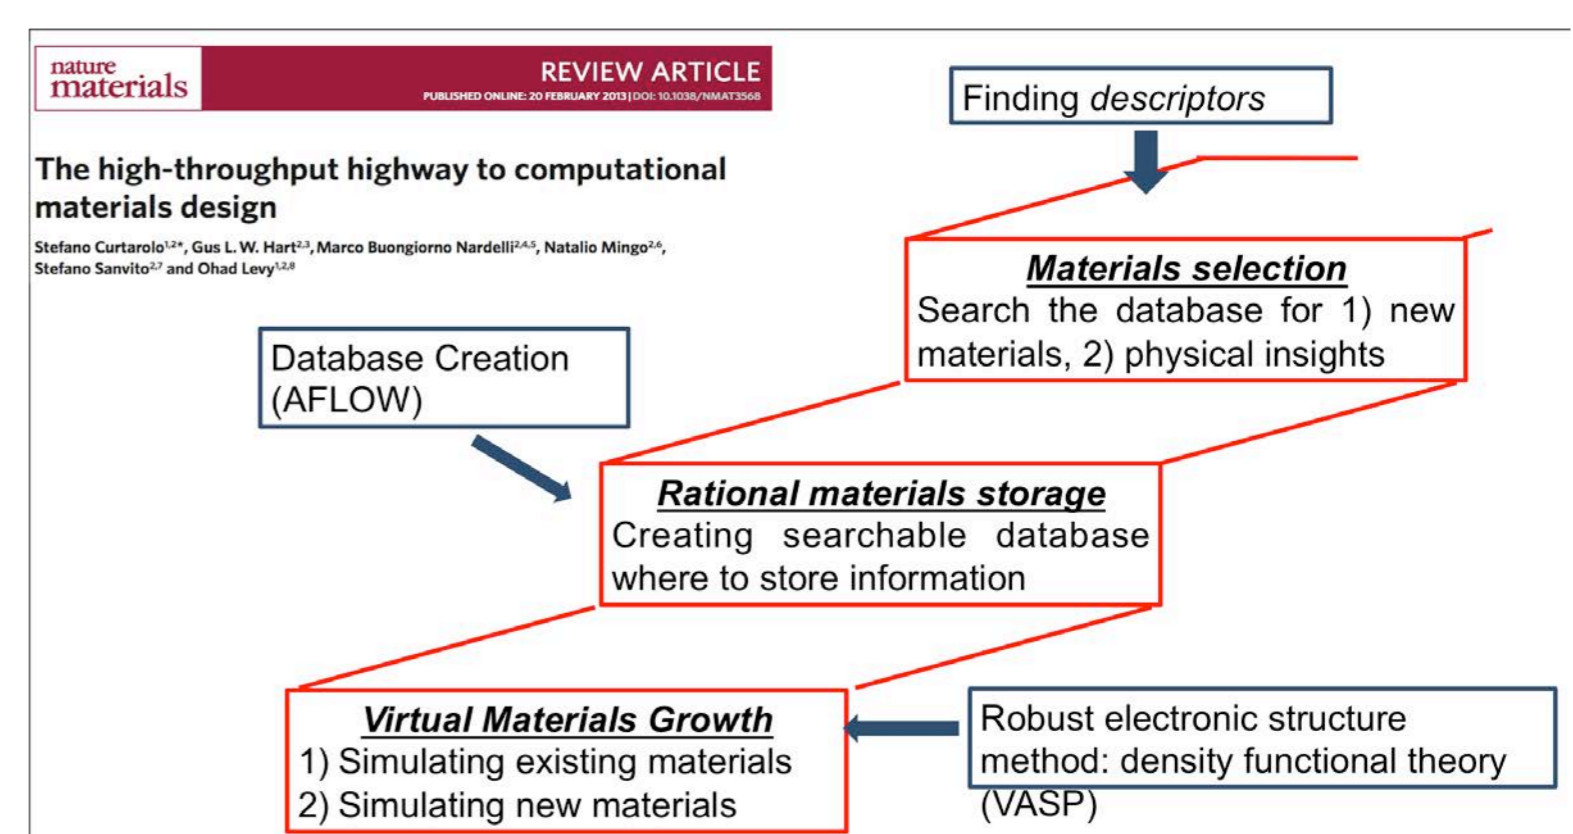 nature
materials
REVIEW ARTICLE
PUBLISHED ONLINE: 20 FEBRUARY 2013 | DOI: 10.1038/NMAT3568
The high-throughput highway to computational
materials design
Stefano Curtarolo1,2*, Gus L. W. Hart2,3, Marco Buongiorno Nardelli2,4,5, Natalio Mingo2,6,
Stefano Sanvito2,7 and Ohad Levy1,2,8
Finding descriptors
Materials selection
Search the database for 1) new
materials, 2) physical insights
Database Creation
(AFLOW)
Rational materials storage
Creating searchable database
where to store information
Virtual Materials Growth
1) Simulating existing materials
2) Simulating new materials
Robust electronic structure
method: density functional theory
(VASP)